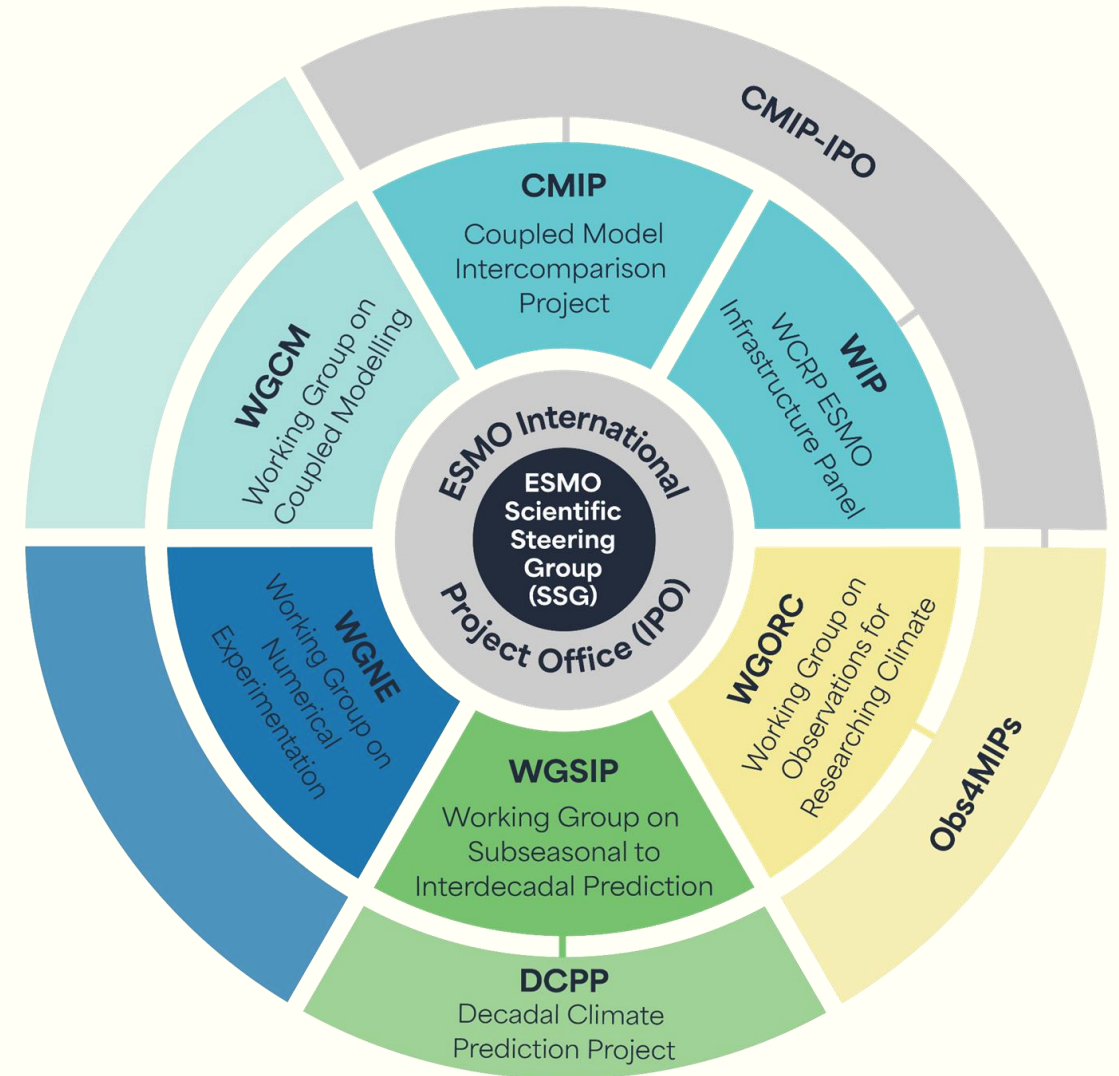 CMIP-IPO
CMIP
Coupled Model
Intercomparison
Project
WIP
WCRP ESMO
Infrastructure Panel
WGCM
Working Group on
Coupled Modelling
ESMO International
Project Office (IPO)
ESMO
Scientific
Steering
Group
(SSG)
WGNE
Working Group on
Numerical
Experimentation
WGORC
Working Group on
Observations for
Researching Climate
Obs4MIPs
WGSIP
Working Group on
Subseasonal to
Interdecadal Prediction
DCPP
Decadal Climate
Prediction Project